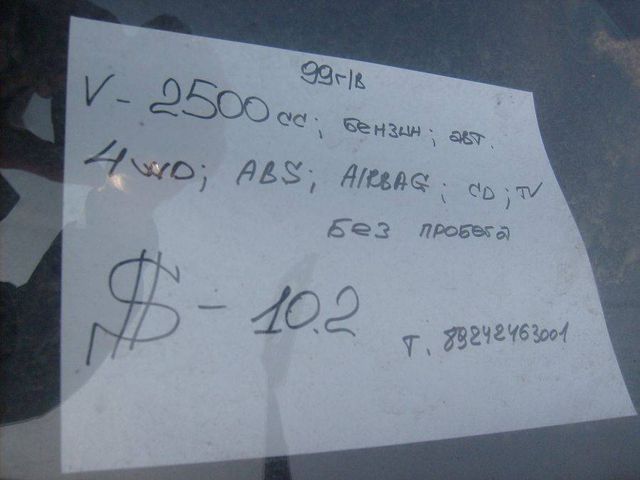 99г/в
V - 2500 cc; бензин; авт.
4WD; ABS; AIRBAG; CD; TV
без пробега
$ - 10.2
т. 89242463001